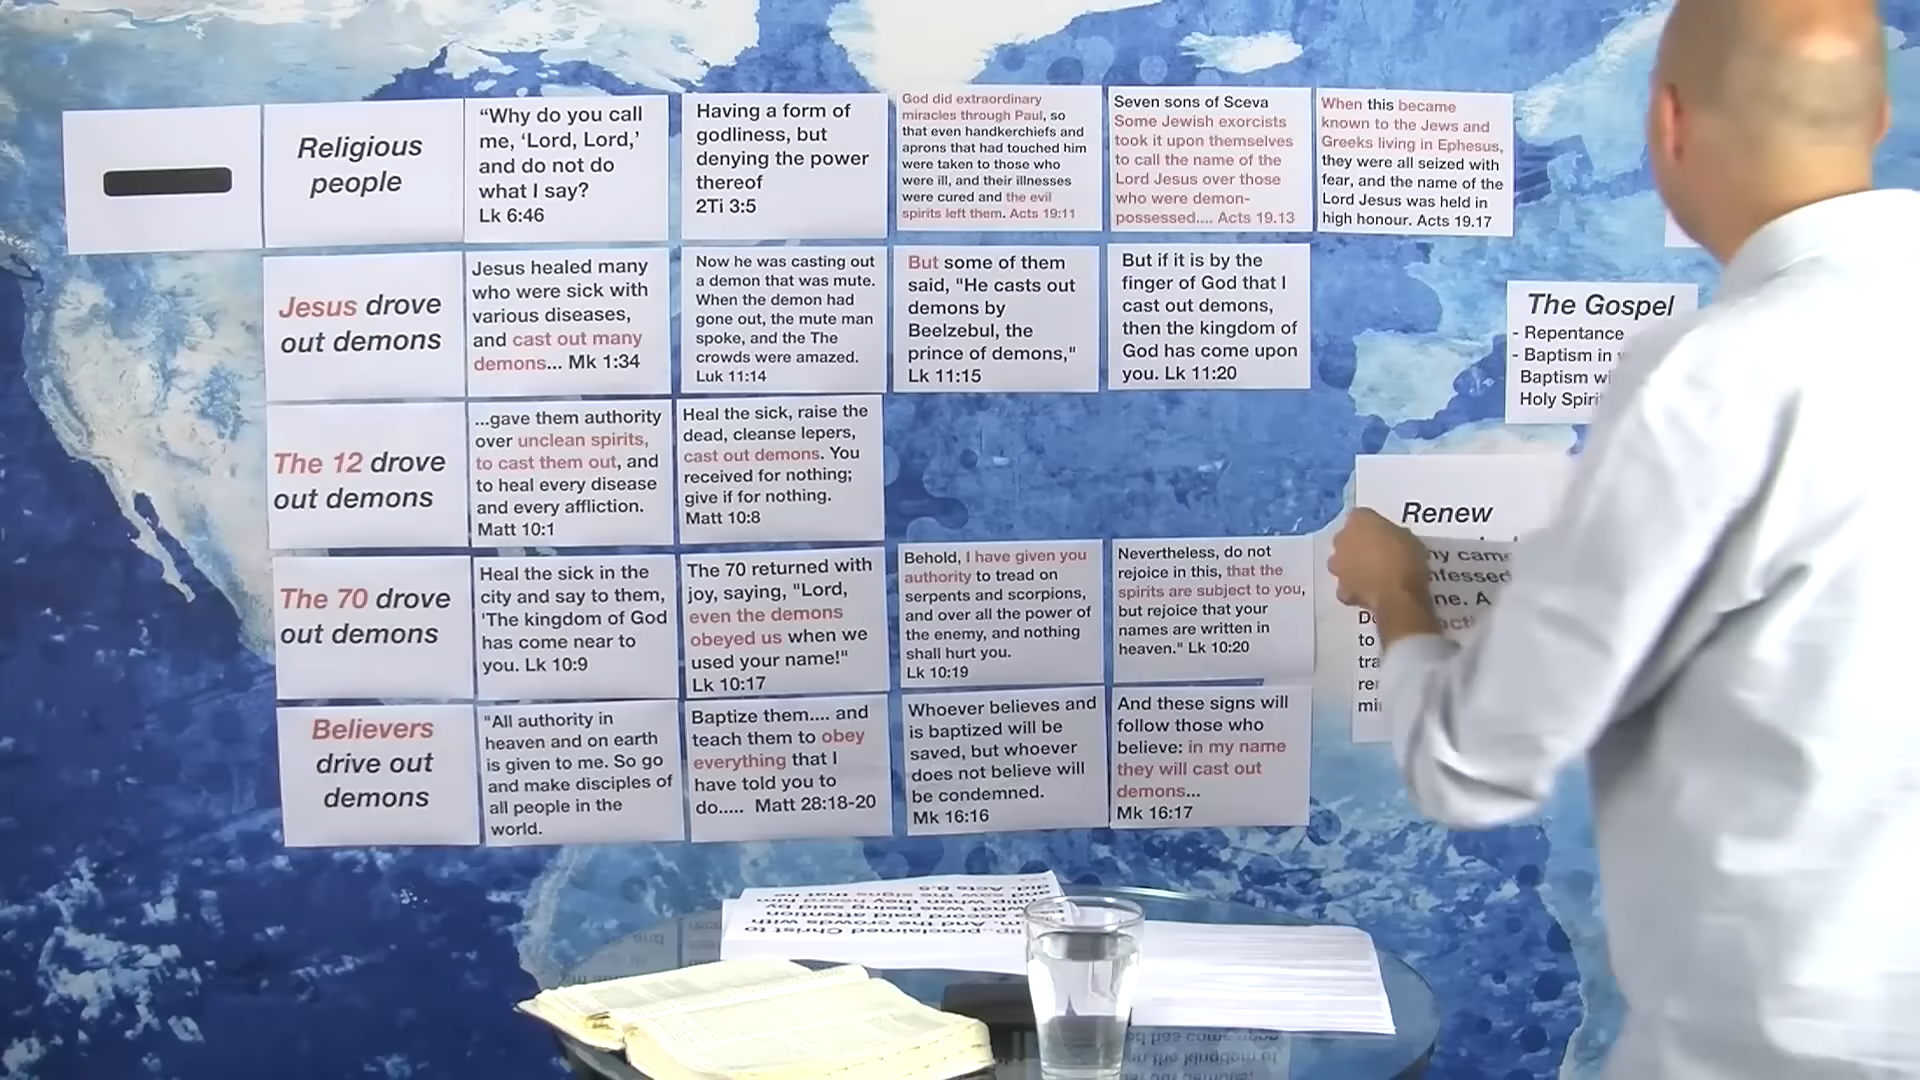 Religious
people
“Why do you call
me, ‘Lord, Lord,’
and do not do
what I say?
Lk 6:46
Having a form of
godliness, but
denying the power
thereof
2Ti 3:5
God did extraordinary
miracles through Paul, so
that even handkerchiefs and
aprons that had touched him
were taken to those who
were ill, and their illnesses
were cured and the evil
spirits left them. Acts 19:11
Seven sons of Sceva
Some Jewish exorcists
took it upon themselves
to call the name of the
Lord Jesus over those
who were demon-
possessed.... Acts 19.13
When this became
known to the Jews and
Greeks living in Ephesus,
they were all seized with
fear, and the name of the
Lord Jesus was held in
high honour. Acts 19.17
Jesus drove
out demons
Jesus healed many
who were sick with
various diseases,
and cast out many
demons... Mk 1:34
Now he was casting out
a demon that was mute.
When the demon had
gone out, the mute man
spoke, and the The
crowds were amazed.
Luk 11:14
But some of them
said, "He casts out
demons by
Beelzebul, the
prince of demons,"
Lk 11:15
But if it is by the
finger of God that I
cast out demons,
then the kingdom of
God has come upon
you. Lk 11:20
The Gospel
- Repentance
- Baptism in
Baptism
Holy
The 12 drove
out demons
...gave them authority
over unclean spirits,
to cast them out, and
to heal every disease
and every affliction.
Matt 10:1
Heal the sick, raise the
dead, cleanse lepers,
cast out demons. You
received for nothing;
give if for nothing.
Matt 10:8
Renew
The 70 drove
out demons
Heal the sick in the
city and say to them,
'The kingdom of God
has come near to
you. Lk 10:9
The 70 returned with
joy, saying, "Lord,
even the demons
obeyed us when we
used your name!"
Lk 10:17
Behold, I have given you
authority to tread on
serpents and scorpions,
and over all the power of
the enemy, and nothing
shall hurt you.
Lk 10:19
Nevertheless, do not
rejoice in this, that the
spirits are subject to you,
but rejoice that your
names are written in
heaven." Lk 10:20
to
Believers
drive out
demons
"All authority in
heaven and on earth
is given to me. So go
and make disciples of
all people in the
world.
Baptize them.... and
teach them to obey
everything that I
have told you to
do..... Matt 28:18-20
Whoever believes and
is baptized will be
saved, but whoever
does not believe will
be condemned.
Mk 16:16
And these signs will
follow those who
believe: in my name
they will cast out
demons...
Mk 16:17